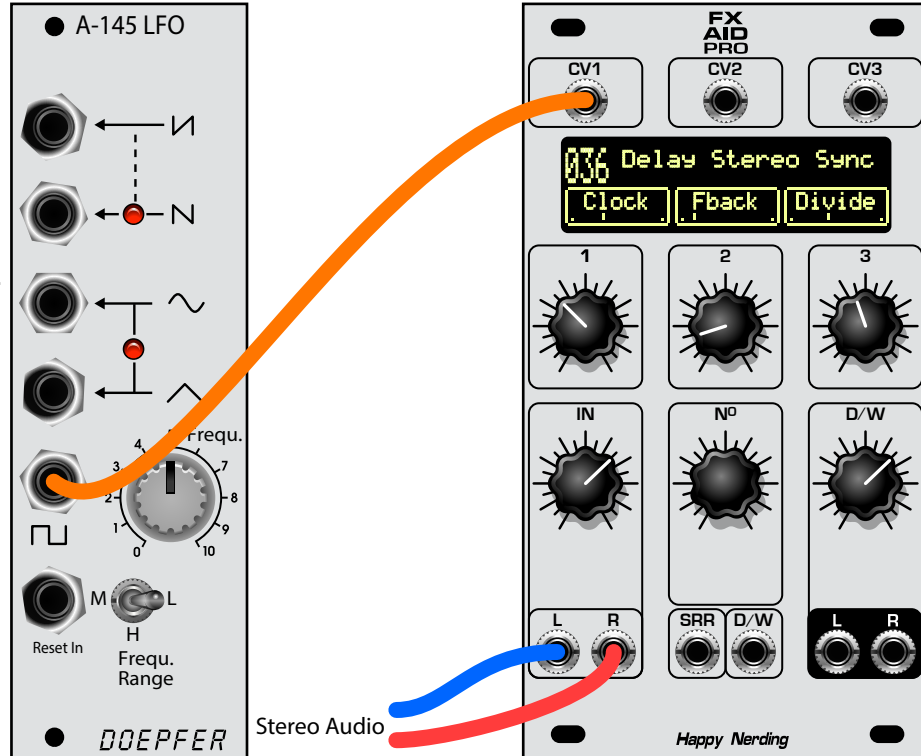 A-145 LFO
Frequ.
4
3
2
1
0
7
8
9
10
M
L
H
Reset In
Frequ.
Range
DOEPFER
Stereo Audio
FX
AID
PRO
CV1
CV2
CV3
036 Delay Stereo Sync
Clock Fback Divide
1
2
3
IN
Nº
D/W
L
R
SRR
D/W
L
R
Happy Nerding